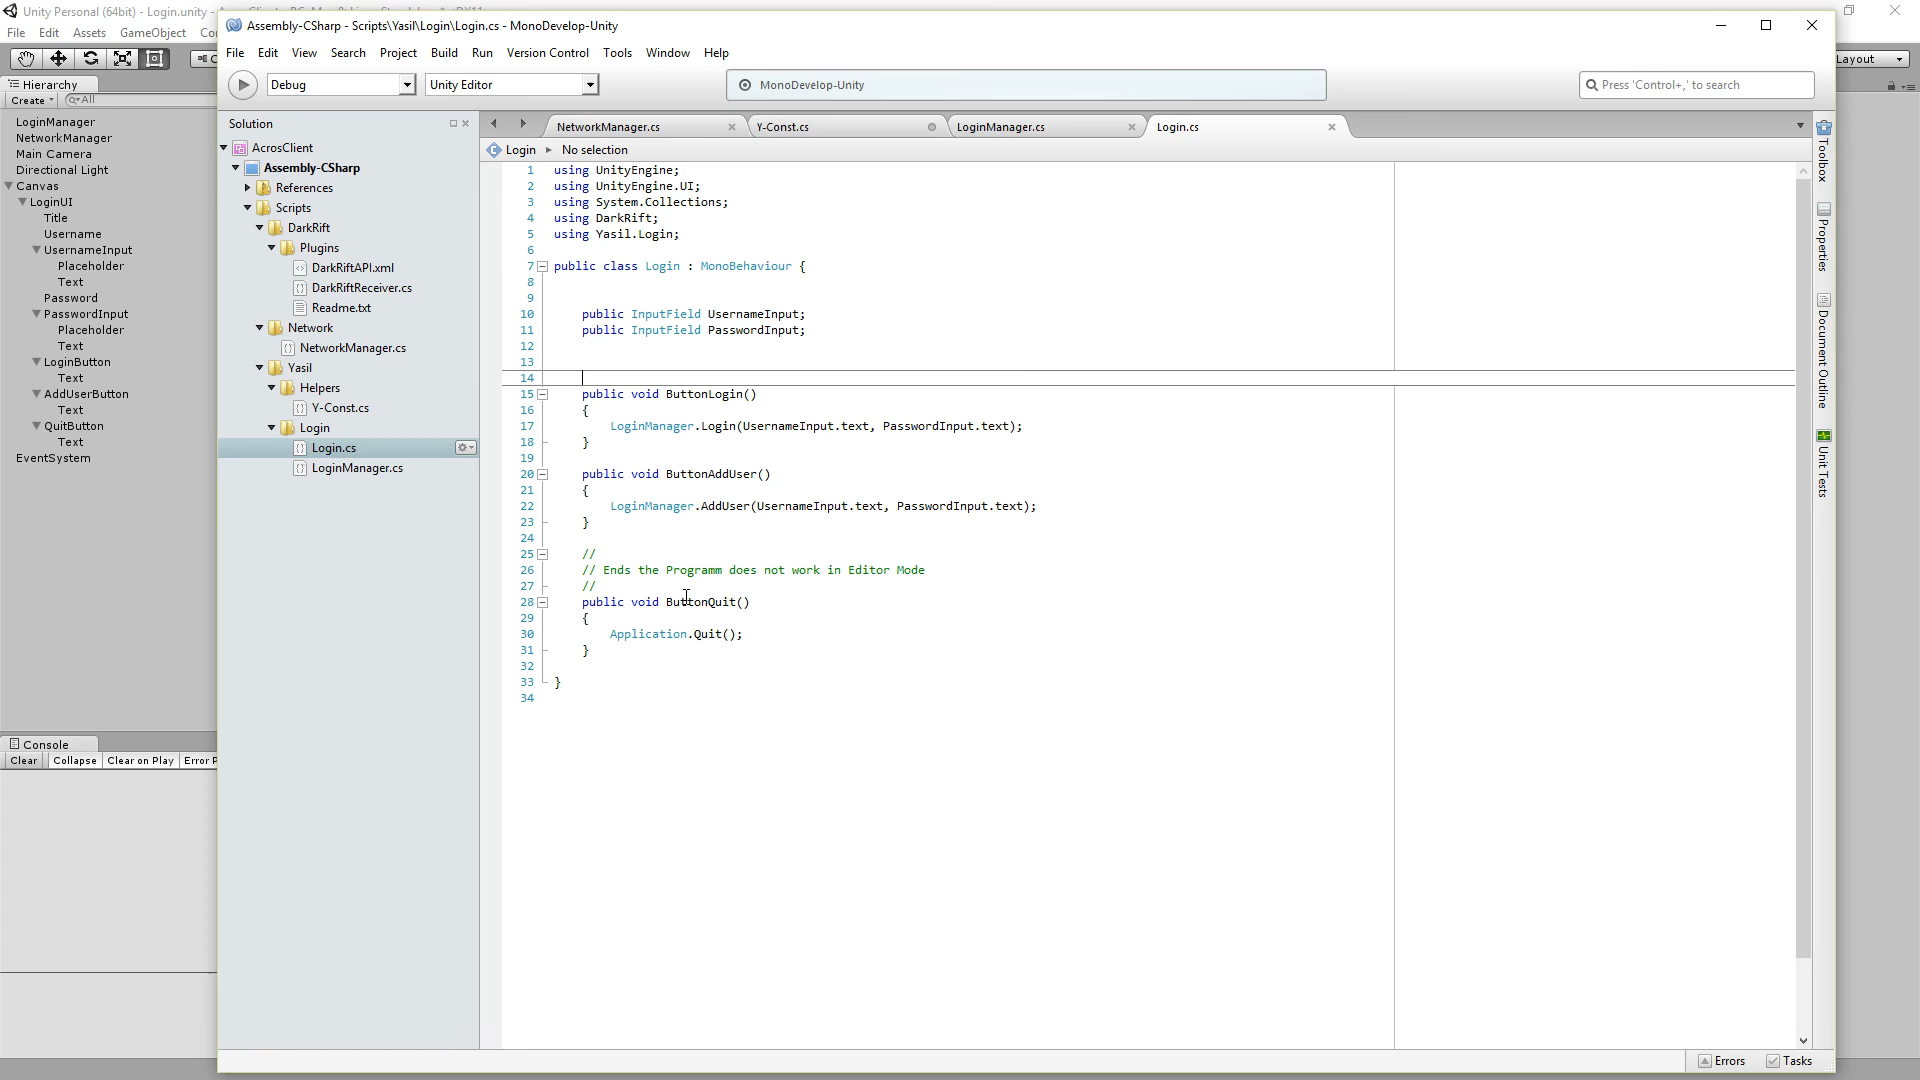 Unity Personal (64bit) - Login.unity -
File Edit Assets GameObject Co
Layout
Hierarchy
Create All
LoginManager
NetworkManager
Main Camera
Directional Light
Canvas
LoginUI
Title
Username
UsernameInput
Placeholder
Text
Password
PasswordInput
Placeholder
Text
LoginButton
Text
AddUserButton
Text
QuitButton
Text
EventSystem
Console
Clear Collapse Clear on Play Error P
Assembly-CSharp - Scripts\Yasil\Login\Login.cs - MonoDevelop-Unity
File Edit View Search Project Build Run Version Control Tools Window Help
Debug Unity Editor MonoDevelop-Unity Press 'Control+,' to search
Solution
AcrosClient
Assembly-CSharp
References
Scripts
DarkRift
Plugins
DarkRiftAPI.xml
DarkRiftReceiver.cs
Readme.txt
Network
NetworkManager.cs
Yasil
Helpers
Y-Const.cs
Login
Login.cs
LoginManager.cs
NetworkManager.cs Y-Const.cs LoginManager.cs Login.cs
Login No selection
1 using UnityEngine;
2 using UnityEngine.UI;
3 using System.Collections;
4 using DarkRift;
5 using Yasil.Login;
6
7 public class Login : MonoBehaviour {
8
9
10 public InputField UsernameInput;
11 public InputField PasswordInput;
12
13
14
15 public void ButtonLogin()
16 {
17 LoginManager.Login(UsernameInput.text, PasswordInput.text);
18 }
19
20 public void ButtonAddUser()
21 {
22 LoginManager.AddUser(UsernameInput.text, PasswordInput.text);
23 }
24
25 //
26 // Ends the Programm does not work in Editor Mode
27 //
28 public void ButtonQuit()
29 {
30 Application.Quit();
31 }
32
33 }
34
Toolbox
Properties
Document Outline
Unit Tests
Errors Tasks